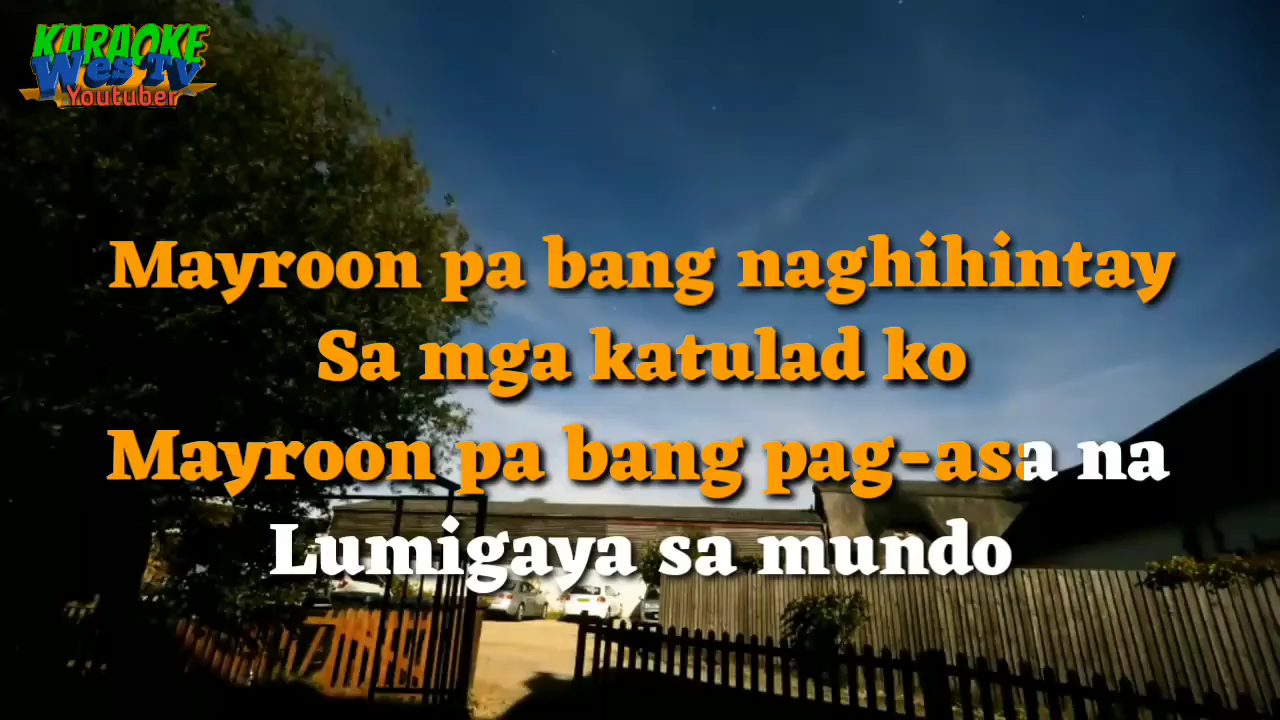 KARAOKE
Wes Tv
Youtuber
Mayroon pa bang naghihintay
Sa mga katulad ko
Mayroon pa bang pag-asa na
Lumigaya sa mundo